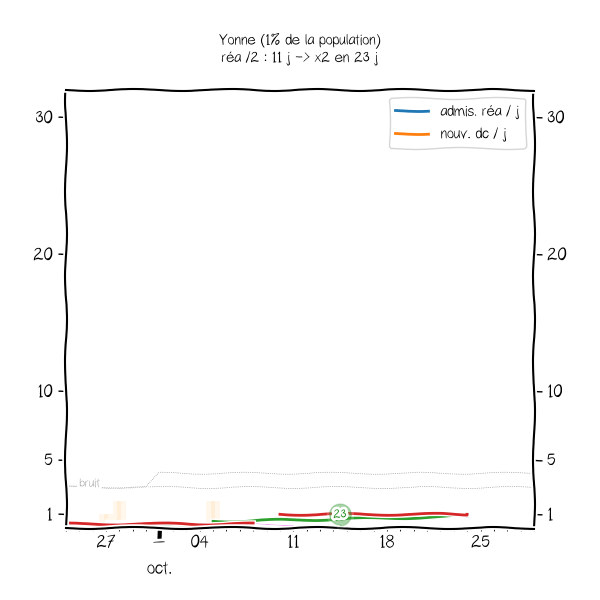 Yonne (1% de la population)
réa /2 : 11 j -> x2 en 23 j
admis. réa / j
nouv. dc / j
30
30
20
20
10
10
5
5
bruit
1
23
1
27
04
11
18
25
oct.